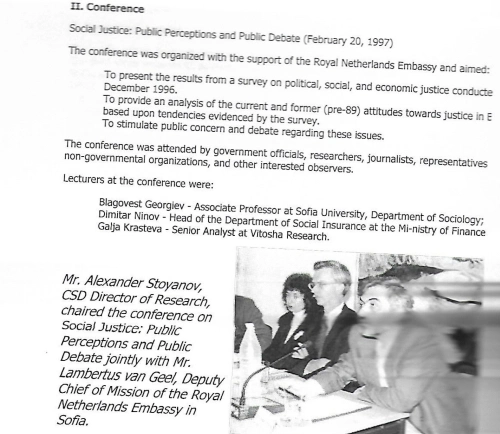 II. Conference
Social Justice: Public Perceptions and Public Debate (February 20, 1997)
The conference was organized with the support of the Royal Netherlands Embassy and aimed:
To present the results from a survey on political, social, and economic justice conducte
December 1996.
To provide an analysis of the current and former (pre-89) attitudes towards justice in E
based upon tendencies evidenced by the survey.
To stimulate public concern and debate regarding these issues.
The conference was attended by government officials, researchers, journalists, representatives
non-governmental organizations, and other interested observers.
Lecturers at the conference were:
Blagovest Georgiev - Associate Professor at Sofia University, Department of Sociology;
Dimitar Ninov - Head of the Department of Social Insurance at the Mi-nistry of Finance
Galja Krasteva - Senior Analyst at Vitosha Research.
Mr. Alexander Stoyanov,
CSD Director of Research,
chaired the conference on
Social Justice: Public
Perceptions and Public
Debate jointly with Mr.
Lambertus van Geel, Deputy
Chief of Mission of the Royal
Netherlands Embassy in
Sofia.